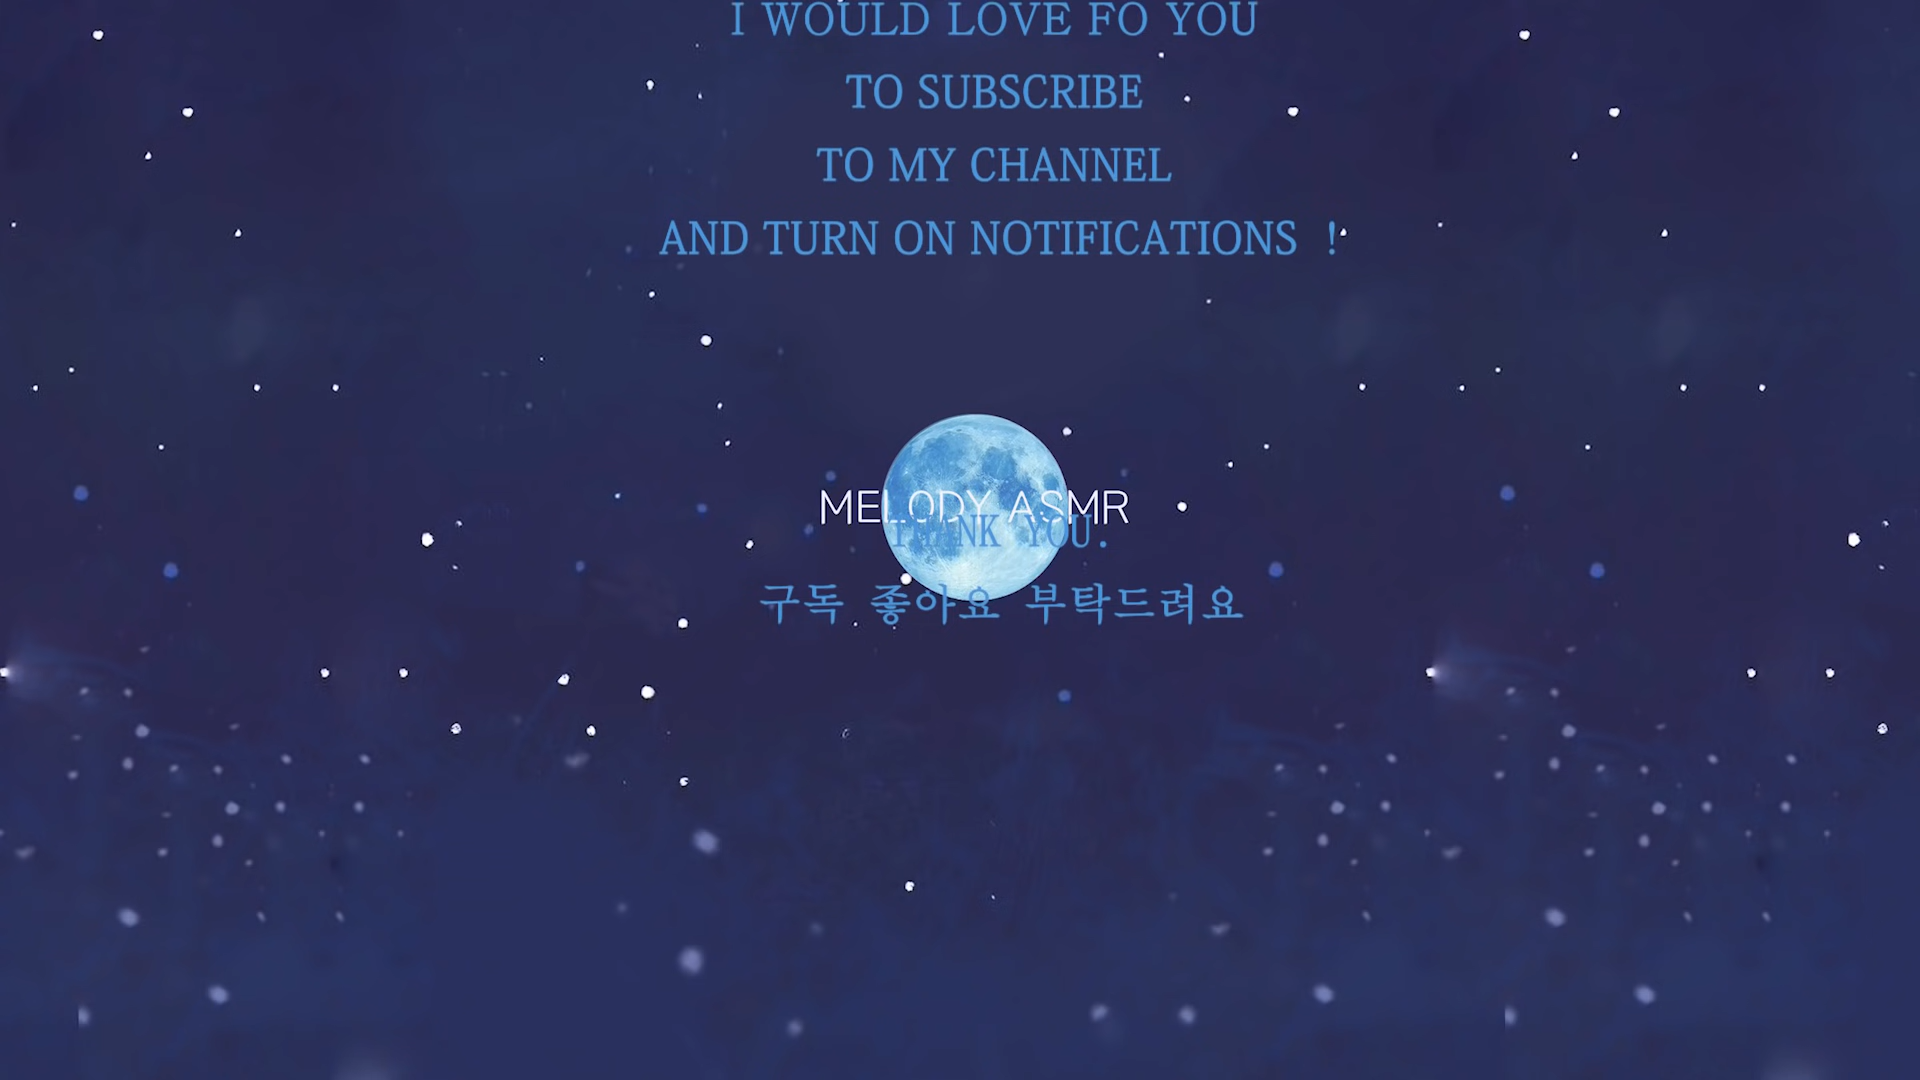 I WOULD LOVE FO YOU
TO SUBSCRIBE
TO MY CHANNEL
AND TURN ON NOTIFICATIONS !
MELODY ASMR
THANK YOU.
구독 좋아요 부탁드려요